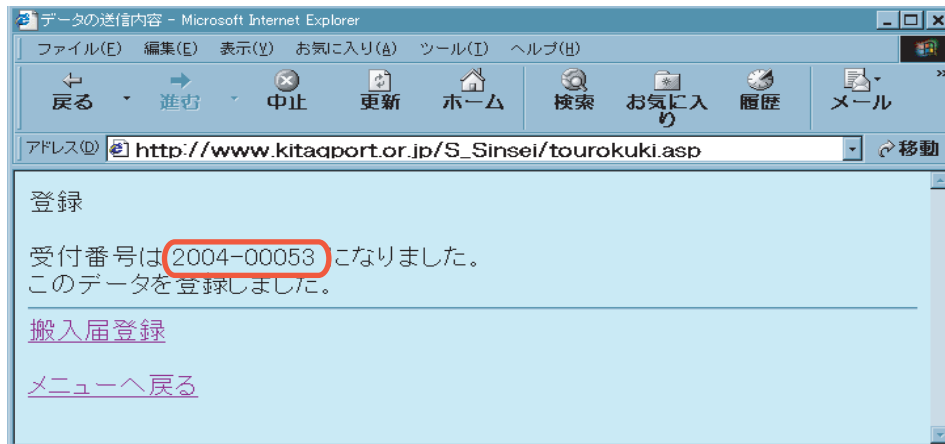 データの送信内容 - Microsoft Internet Explorer
ファイル(F) 編集(E) 表示(V) お気に入り(A) ツール(T) ヘルプ(H)
戻る 進む 中止 更新 ホーム 検索 お気に入り 履歴 メール
アドレス(D) http://www.kitaqport.or.jp/S_Sinsei/tourokuki.asp 移動
登録
受付番号は 2004-00053 になりました。
このデータを登録しました。
搬入届登録
メニューへ戻る